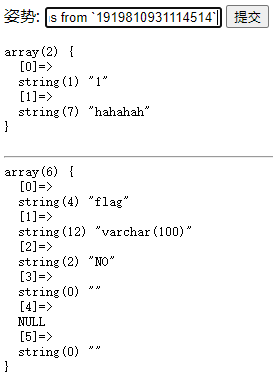 姿势: s from `1919810931114514` 提交
array(2) {
  [0]=>
  string(1) "1"
  [1]=>
  string(7) "hahahah"
}
array(6) {
  [0]=>
  string(4) "flag"
  [1]=>
  string(12) "varchar(100)"
  [2]=>
  string(2) "NO"
  [3]=>
  string(0) ""
  [4]=>
  NULL
  [5]=>
  string(0) ""
}